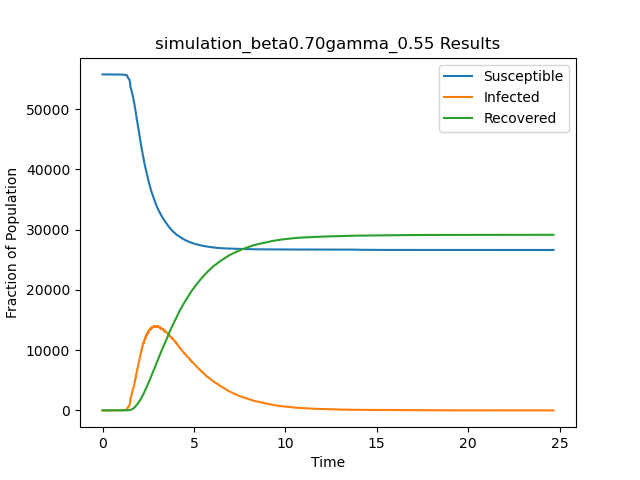 simulation_beta0.70gamma_0.55 Results
Susceptible
Infected
Recovered
Fraction of Population
50000
40000
30000
20000
10000
0
0 5 10 15 20 25
Time